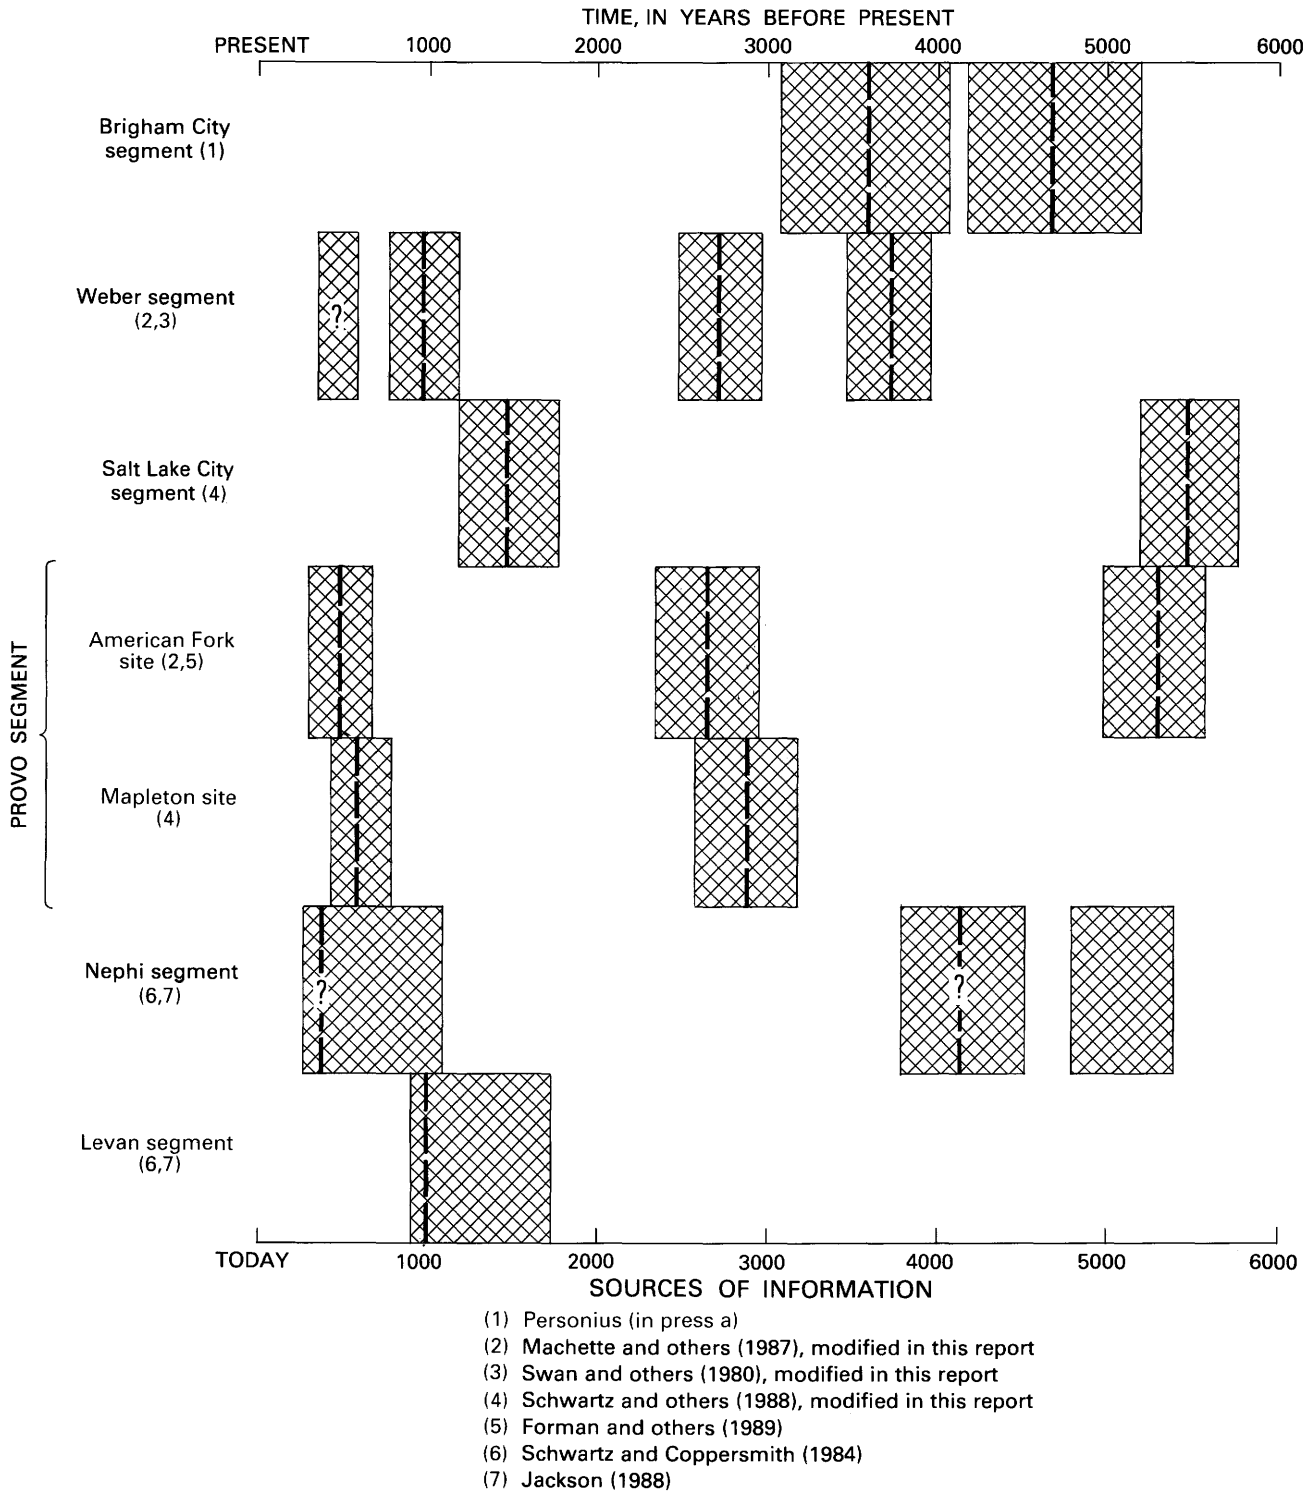 TIME, IN YEARS BEFORE PRESENT
PRESENT 1000 2000 3000 4000 5000 6000
Brigham City
segment (1)
Weber segment
(2,3)
?
Salt Lake City
segment (4)
PROVO SEGMENT
American Fork
site (2,5)
Mapleton site
(4)
Nephi segment
(6,7)
? ?
Levan segment
(6,7)
TODAY 1000 2000 3000 4000 5000 6000
SOURCES OF INFORMATION
(1) Personius (in press a)
(2) Machette and others (1987), modified in this report
(3) Swan and others (1980), modified in this report
(4) Schwartz and others (1988), modified in this report
(5) Forman and others (1989)
(6) Schwartz and Coppersmith (1984)
(7) Jackson (1988)